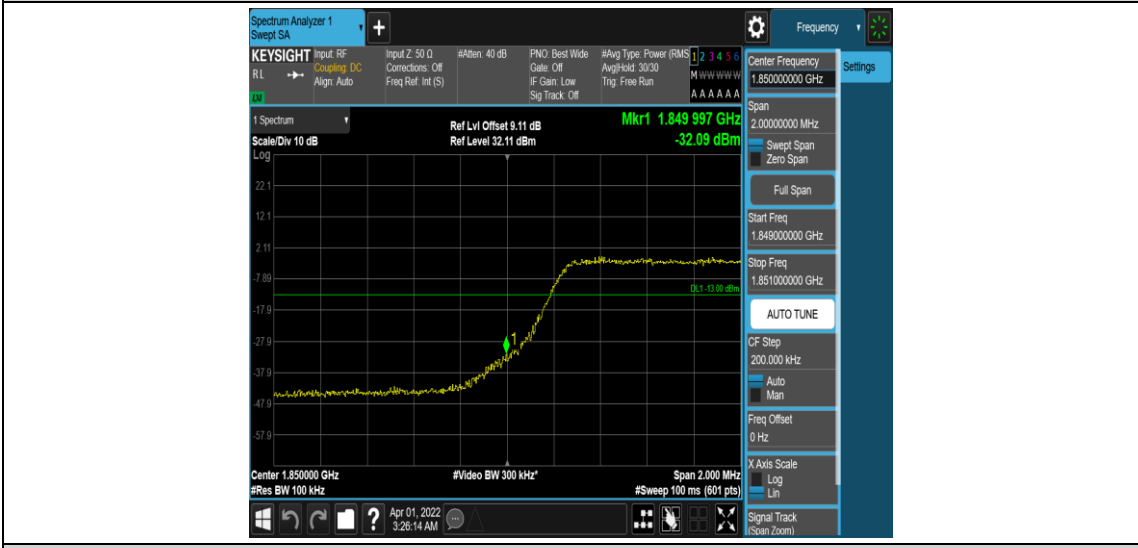 Spectrum Analyzer 1
Swept SA
+
Frequency
KEYSIGHT
RL
LNI
Input: RF
Coupling: DC
Align: Auto
Input Z: 50 Ω
Corrections: Off
Freq Ref: Int (S)
#Atten: 40 dB
PNO: Best Wide
Gate: Off
IF Gain: Low
Sig Track: Off
#Avg Type: Power (RMS
Avg|Hold: 30/30
Trig: Free Run
1 2 3 4 5 6
M W W W W W
A A A A A A
1 Spectrum
Scale/Div 10 dB
Log
Ref Lvl Offset 9.11 dB
Ref Level 32.11 dBm
Mkr1 1.849 997 GHz
-32.09 dBm
22.1
12.1
2.11
-7.89
-17.9
-27.9
-37.9
-47.9
-57.9
DL1 -13.00 dBm
1
Center 1.850000 GHz
#Res BW 100 kHz
#Video BW 300 kHz*
Span 2.000 MHz
#Sweep 100 ms (601 pts)
Apr 01, 2022
3:26:14 AM
?
Center Frequency
1.850000000 GHz
Settings
Span
2.00000000 MHz
Swept Span
Zero Span
Full Span
Start Freq
1.849000000 GHz
Stop Freq
1.851000000 GHz
AUTO TUNE
CF Step
200.000 kHz
Auto
Man
Freq Offset
0 Hz
X Axis Scale
Log
Lin
Signal Track
(Span Zoom)